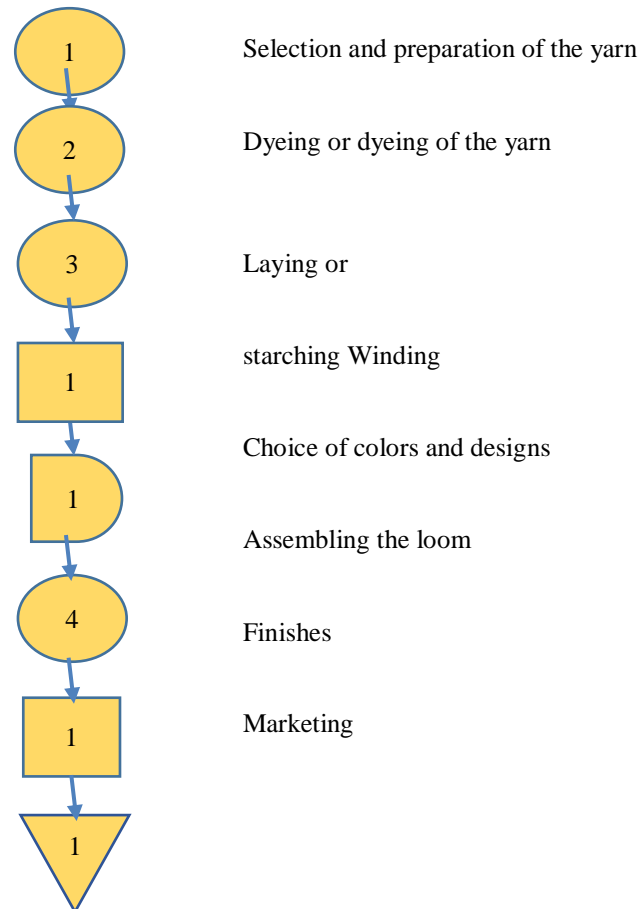 1 Selection and preparation of the yarn
2 Dyeing or dyeing of the yarn
3 Laying or
1 starching Winding
Choice of colors and designs
1
Assembling the loom
4 Finishes
1 Marketing
1